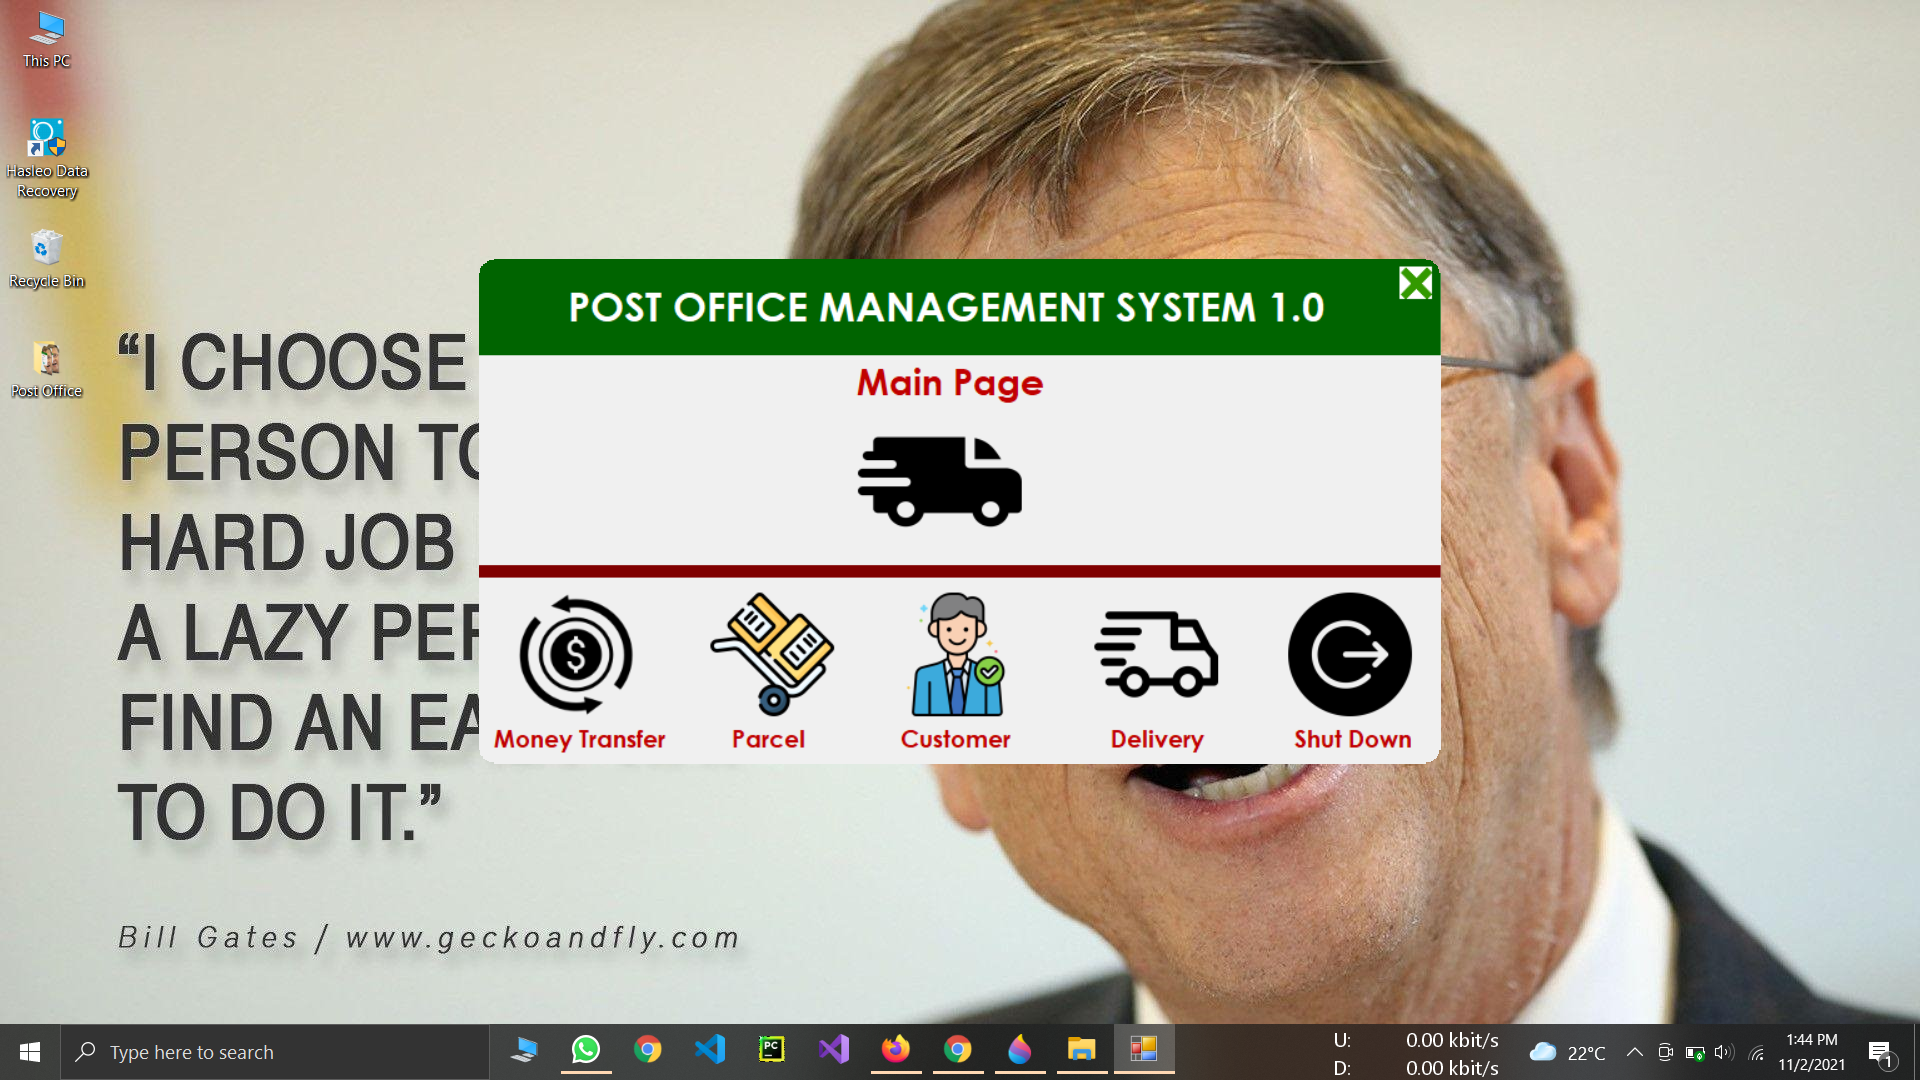 This PC
Hasleo Data
Recovery
Recycle Bin
Post Office
“I CHOOSE
PERSON TO
HARD JOB
A LAZY PER
FIND AN EA
TO DO IT.”
Bill Gates / www.geckoandfly.com
POST OFFICE MANAGEMENT SYSTEM 1.0
Main Page
$
Money Transfer
Parcel
Customer
Delivery
Shut Down
Type here to search
PC
U: 0.00 kbit/s
D: 0.00 kbit/s
22°C
1:44 PM
11/2/2021
1